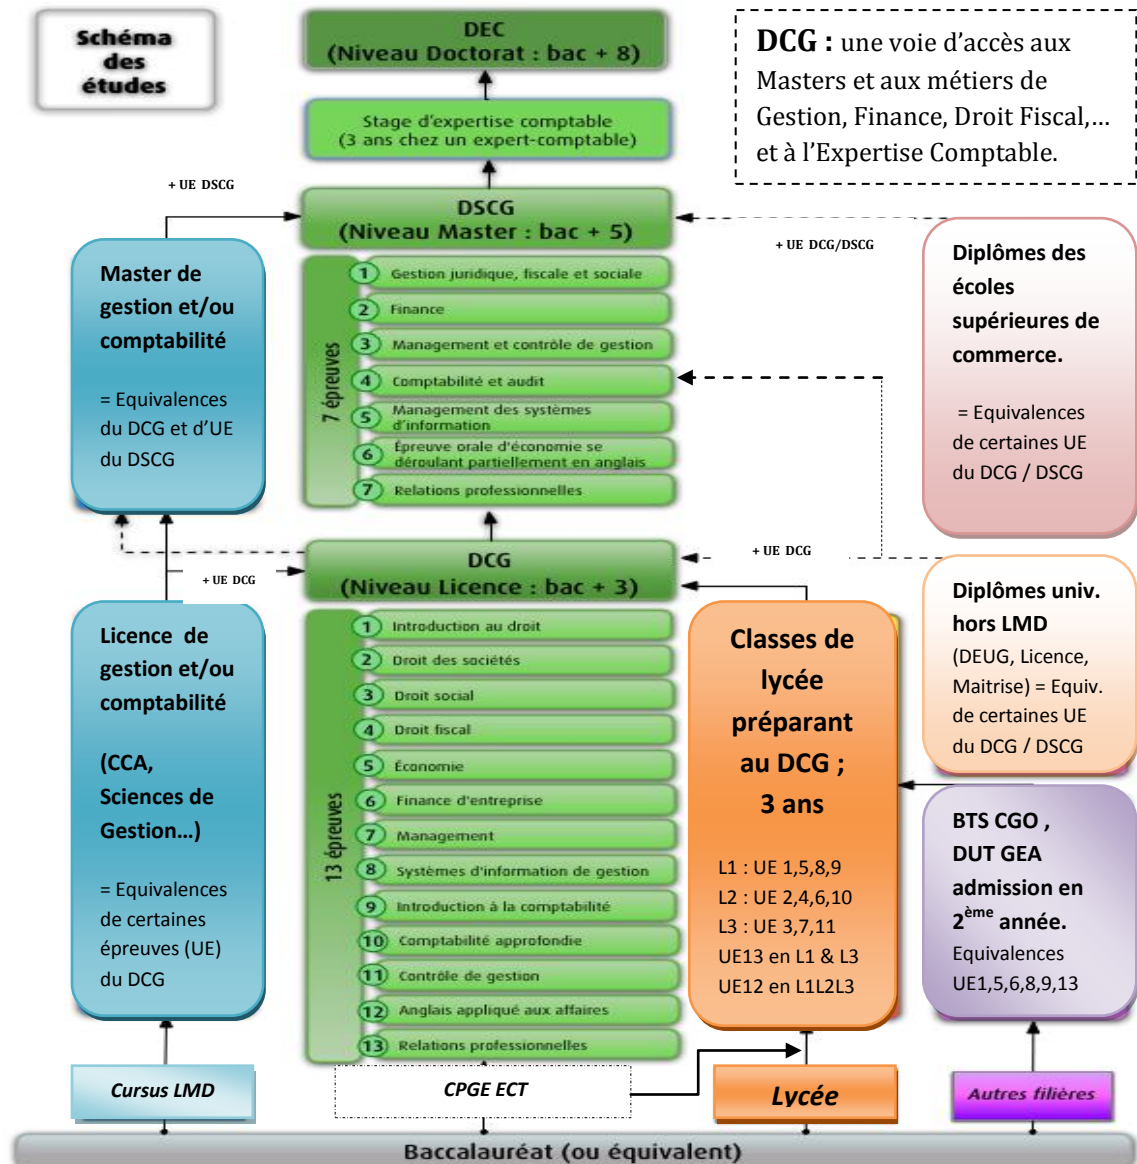 Schéma
des
études
DEC
(Niveau Doctorat : bac + 8)
Stage d'expertise comptable
(3 ans chez un expert-comptable)
DCG : une voie d'accès aux
Masters et aux métiers de
Gestion, Finance, Droit Fiscal,…
et à l'Expertise Comptable.
+ UE DSCG
DSCG
(Niveau Master : bac + 5)
+ UE DCG/DSCG
7 épreuves
1 Gestion juridique, fiscale et sociale
2 Finance
3 Management et contrôle de gestion
4 Comptabilité et audit
5 Management des systèmes
d'information
6 Épreuve orale d'économie se
déroulant partiellement en anglais
7 Relations professionnelles
Master de
gestion et/ou
comptabilité
= Equivalences
du DCG et d'UE
du DSCG
Diplômes des
écoles
supérieures de
commerce.
= Equivalences
de certaines UE
du DCG / DSCG
+ UE DCG
DCG
(Niveau Licence : bac + 3)
+ UE DCG
13 épreuves
1 Introduction au droit
2 Droit des sociétés
3 Droit social
4 Droit fiscal
5 Économie
6 Finance d'entreprise
7 Management
8 Systèmes d'information de gestion
9 Introduction à la comptabilité
10 Comptabilité approfondie
11 Contrôle de gestion
12 Anglais appliqué aux affaires
13 Relations professionnelles
Licence de
gestion et/ou
comptabilité
(CCA,
Sciences de
Gestion…)
= Equivalences
de certaines
épreuves (UE)
du DCG
Classes de
lycée
préparant
au DCG ;
3 ans
L1 : UE 1,5,8,9
L2 : UE 2,4,6,10
L3 : UE 3,7,11
UE13 en L1 & L3
UE12 en L1L2L3
Diplômes univ.
hors LMD
(DEUG, Licence,
Maitrise) = Equiv.
de certaines UE
du DCG / DSCG
BTS CGO ,
DUT GEA
admission en
2ème année.
Equivalences
UE1,5,6,8,9,13
Cursus LMD
CPGE ECT
Lycée
Autres filières
Baccalauréat (ou équivalent)